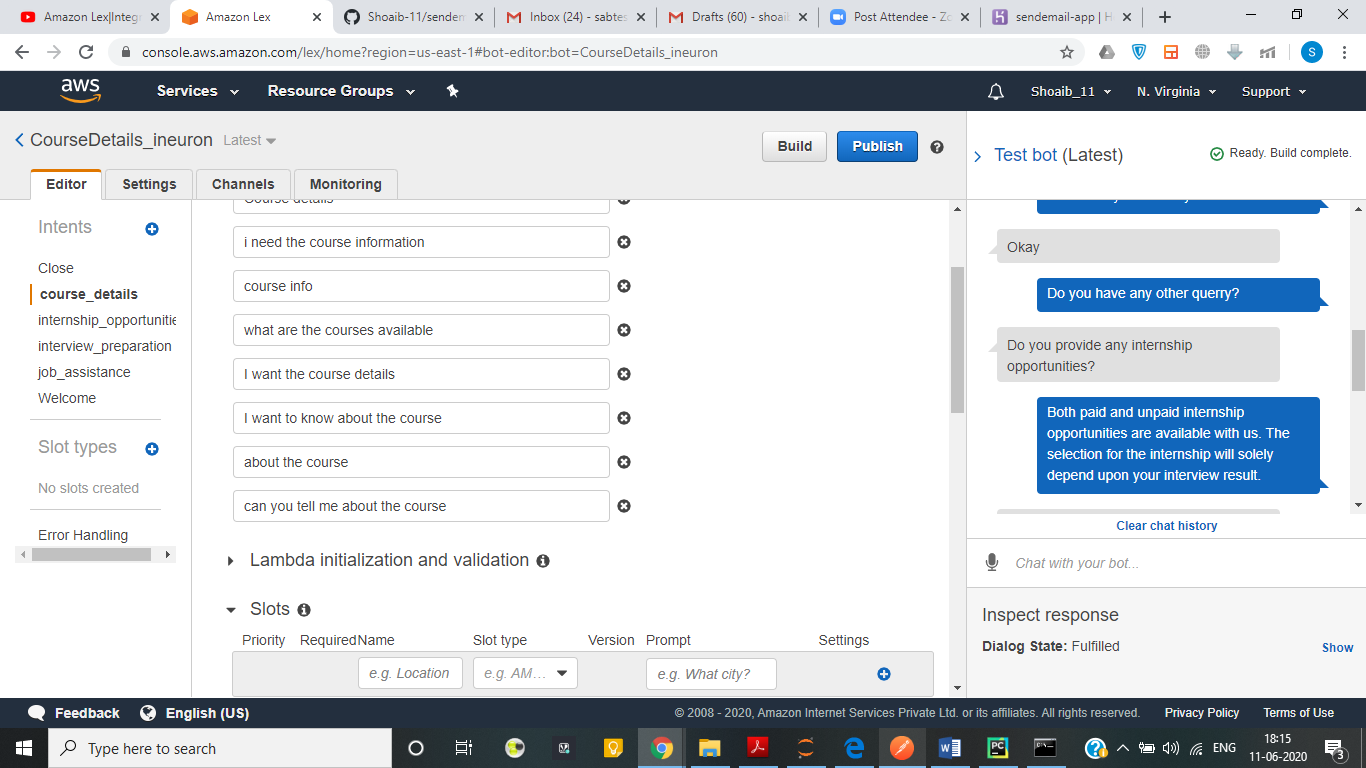 Amazon Lex|Integ
Amazon Lex
Shoaib-11/sendem
Inbox (24) - sabtes
Drafts (60) - shoaib
Post Attendee - Zo
sendemail-app | H
console.aws.amazon.com/lex/home?region=us-east-1#bot-editor:bot=CourseDetails_ineuron
S
aws
Services
Resource Groups
Shoaib_11
N. Virginia
Support
CourseDetails_ineuron
Latest
Build
Publish
Test bot (Latest)
Ready. Build complete.
Editor
Settings
Channels
Monitoring
Intents
Close
course_details
internship_opportunitie
interview_preparation
job_assistance
Welcome
Slot types
No slots created
Error Handling
Course details
i need the course information
course info
what are the courses available
I want the course details
I want to know about the course
about the course
can you tell me about the course
Lambda initialization and validation
Slots
Priority Required Name Slot type Version Prompt Settings
e.g. Location e.g. AM... e.g. What city?
Okay
Do you have any other querry?
Do you provide any internship
opportunities?
Both paid and unpaid internship
opportunities are available with us. The
selection for the internship will solely
depend upon your interview result.
Clear chat history
Chat with your bot...
Inspect response
Dialog State: Fulfilled
Show
Feedback
English (US)
© 2008 - 2020, Amazon Internet Services Private Ltd. or its affiliates. All rights reserved.
Privacy Policy
Terms of Use
Type here to search
ENG
18:15
11-06-2020
3